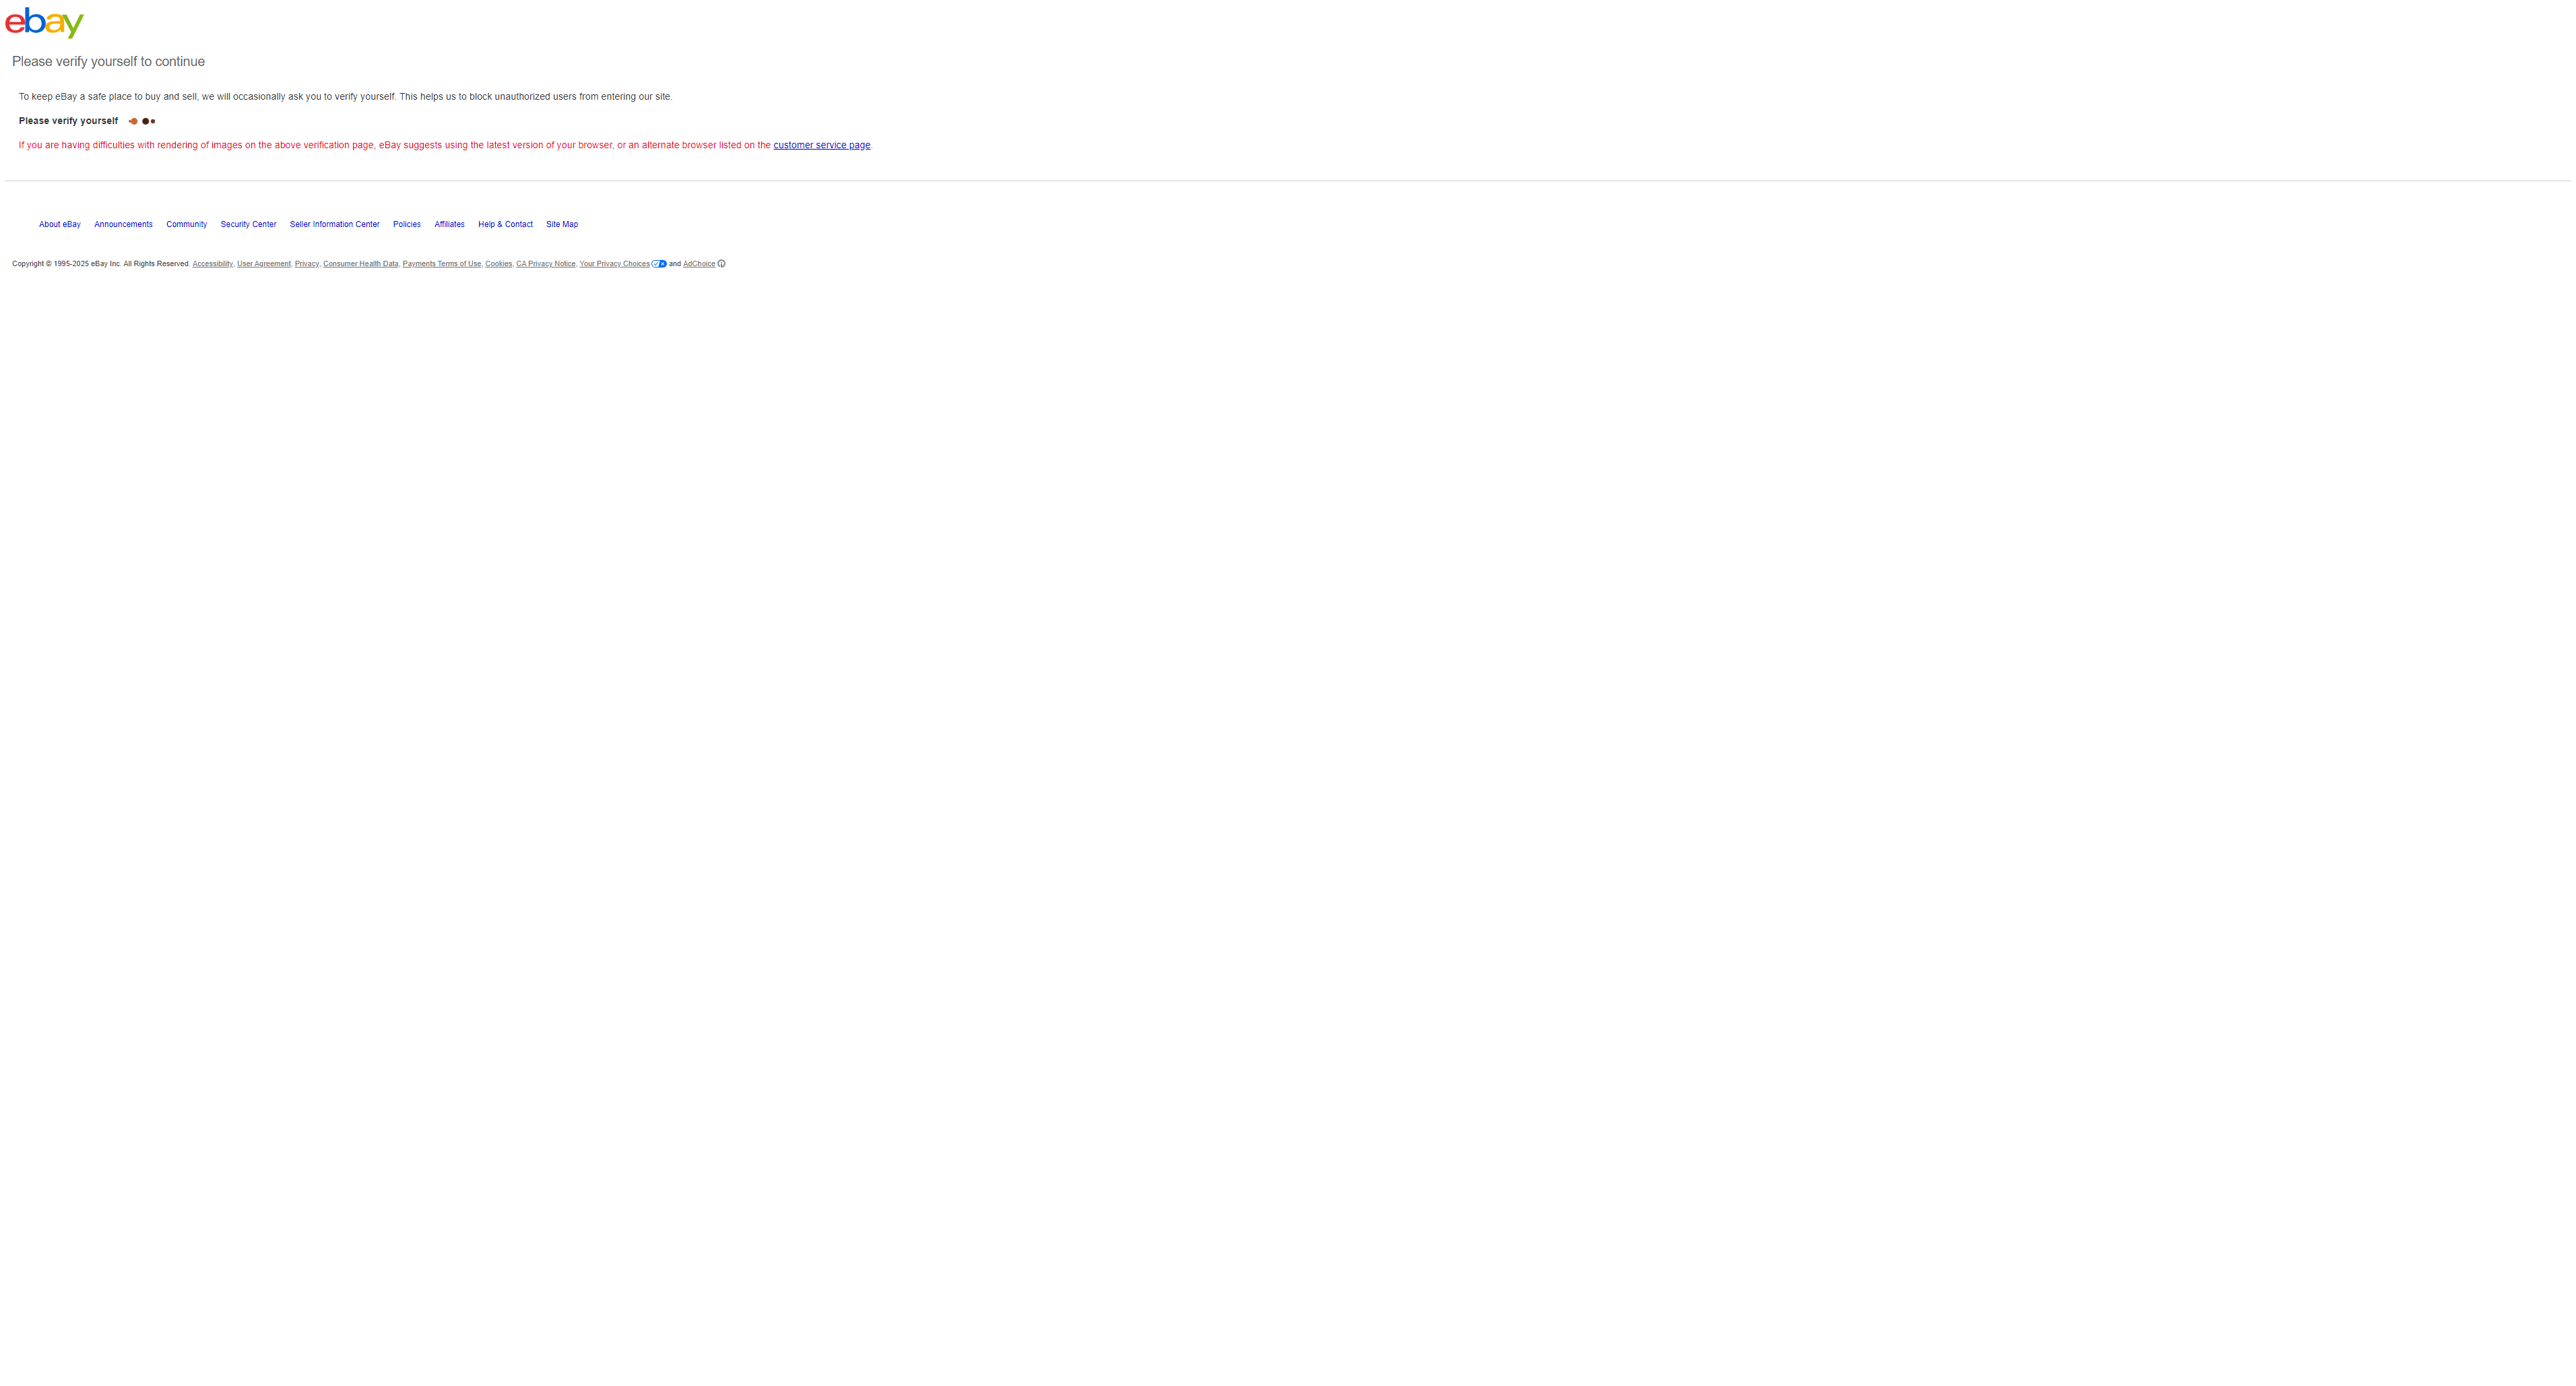 ebay
Please verify yourself to continue
To keep eBay a safe place to buy and sell, we will occasionally ask you to verify yourself. This helps us to block unauthorized users from entering our site.
Please verify yourself
If you are having difficulties with rendering of images on the above verification page, eBay suggests using the latest version of your browser, or an alternate browser listed on the customer service page.
About eBay Announcements Community Security Center Seller Information Center Policies Affiliates Help & Contact Site Map
Copyright © 1995-2025 eBay Inc. All Rights Reserved. Accessibility, User Agreement, Privacy, Consumer Health Data, Payments Terms of Use, Cookies, CA Privacy Notice, Your Privacy Choices and AdChoice